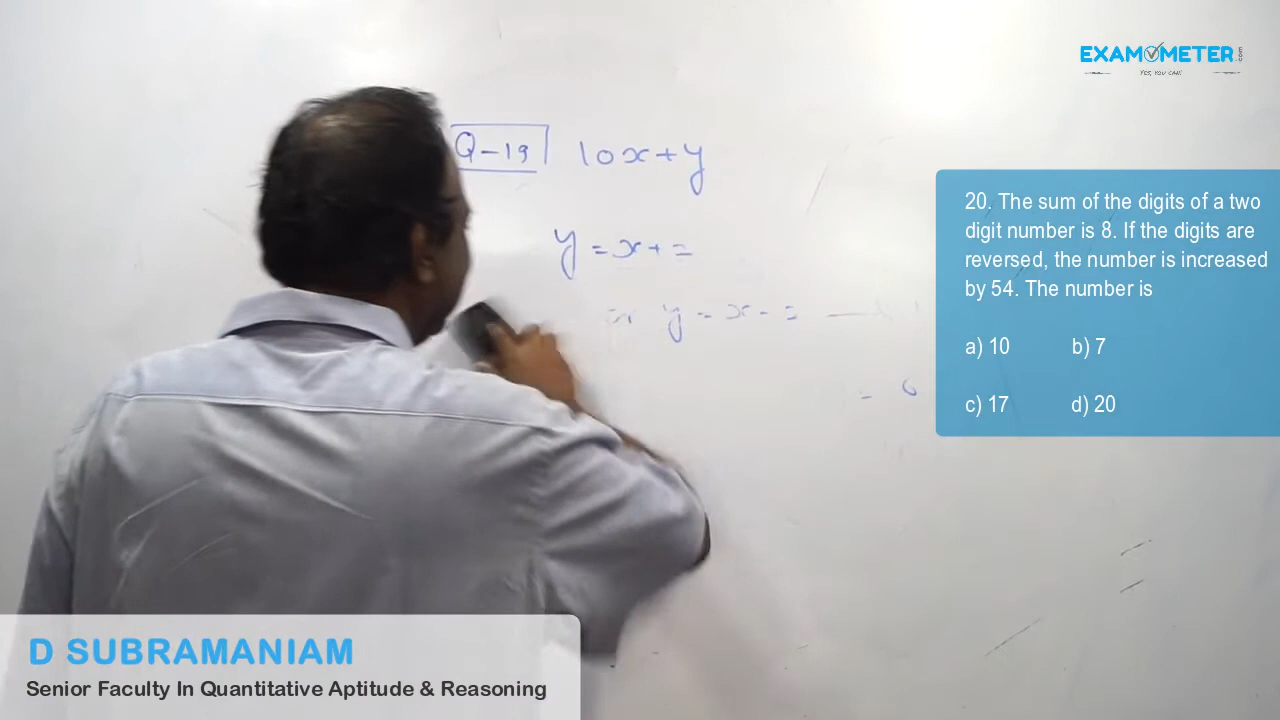 EXAMOMETER.com
YES, YOU CAN!
Q-19 10x+y
y = x +
y = x -
20. The sum of the digits of a two
digit number is 8. If the digits are
reversed, the number is increased
by 54. The number is
a) 10 b) 7
c) 17 d) 20
D SUBRAMANIAM
Senior Faculty In Quantitative Aptitude & Reasoning